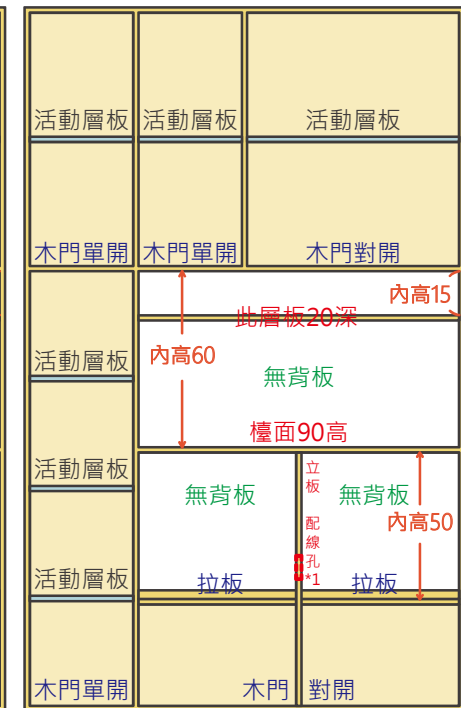 活動層板 活動層板 活動層板
木門單開 木門單開 木門對開
內高15
此層板20深
活動層板
內高60
無背板
檯面90高
活動層板
無背板
立板 配線孔*1
無背板
內高50
活動層板
拉板 拉板
木門單開
木門 對開